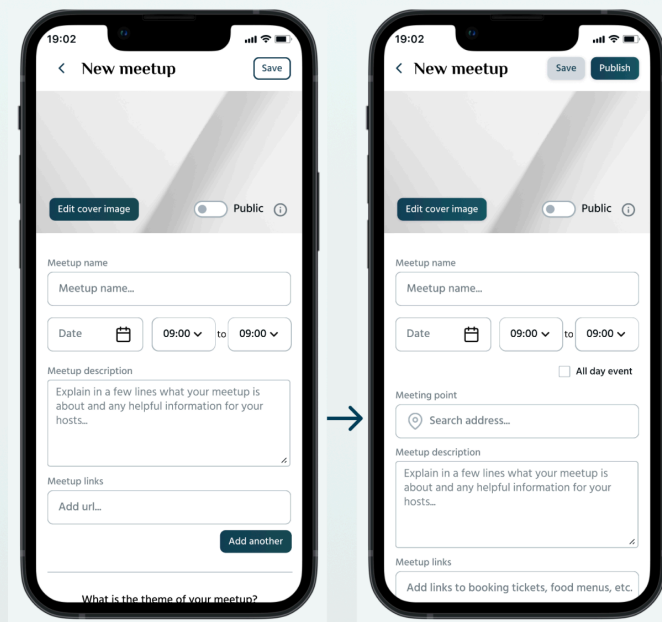 19:02
New meetup
Save
Edit cover image
Public
Meetup name
Meetup name...
Date
09:00 to 09:00
Meetup description
Explain in a few lines what your meetup is
about and any helpful information for your
hosts...
Meetup links
Add url...
Add another
What is the theme of your meetup?
19:02
New meetup
Save
Publish
Edit cover image
Public
Meetup name
Meetup name...
Date
09:00 to 09:00
All day event
Meeting point
Search address...
Meetup description
Explain in a few lines what your meetup is
about and any helpful information for your
hosts...
Meetup links
Add links to booking tickets, food menus, etc.